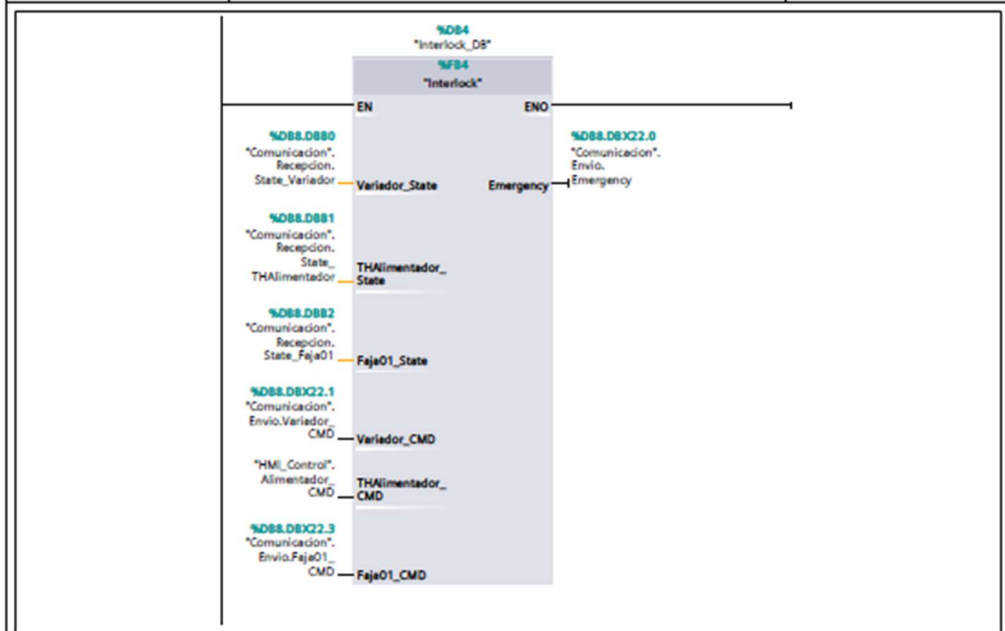 %DB4
"Interlock_DB"
%FB4
"Interlock"
EN
ENO
%DB8.DBB0
"Comunicacion".
Recepcion.
State_Variador
Variador_State
Emergency
%DB8.DBX22.0
"Comunicacion".
Envio.
Emergency
%DB8.DBB1
"Comunicacion".
Recepcion.
State_
THAlimentador
THAlimentador_
State
%DB8.DBB2
"Comunicacion".
Recepcion.
State_Faja01
Faja01_State
%DB8.DBX22.1
"Comunicacion".
Envio.Variador_
CMD
Variador_CMD
"HMI_Control".
Alimentador_
CMD
THAlimentador_
CMD
%DB8.DBX22.3
"Comunicacion".
Envio.Faja01_
CMD
Faja01_CMD